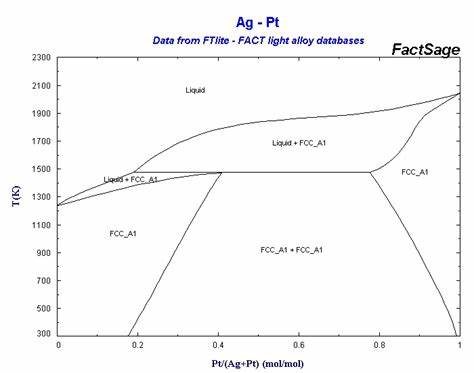 Ag - Pt
Data from FTlite - FACT light alloy databases
FactSage
2300
2100
1900
1700
1500
1300
1100
900
700
500
300
T(K)
Liquid
Liquid + FCC_A1
Liquid + FCC_A1
FCC_A1
FCC_A1
FCC_A1 + FCC_A1
0
0.2
0.4
0.6
0.8
1
Pt/(Ag+Pt) (mol/mol)